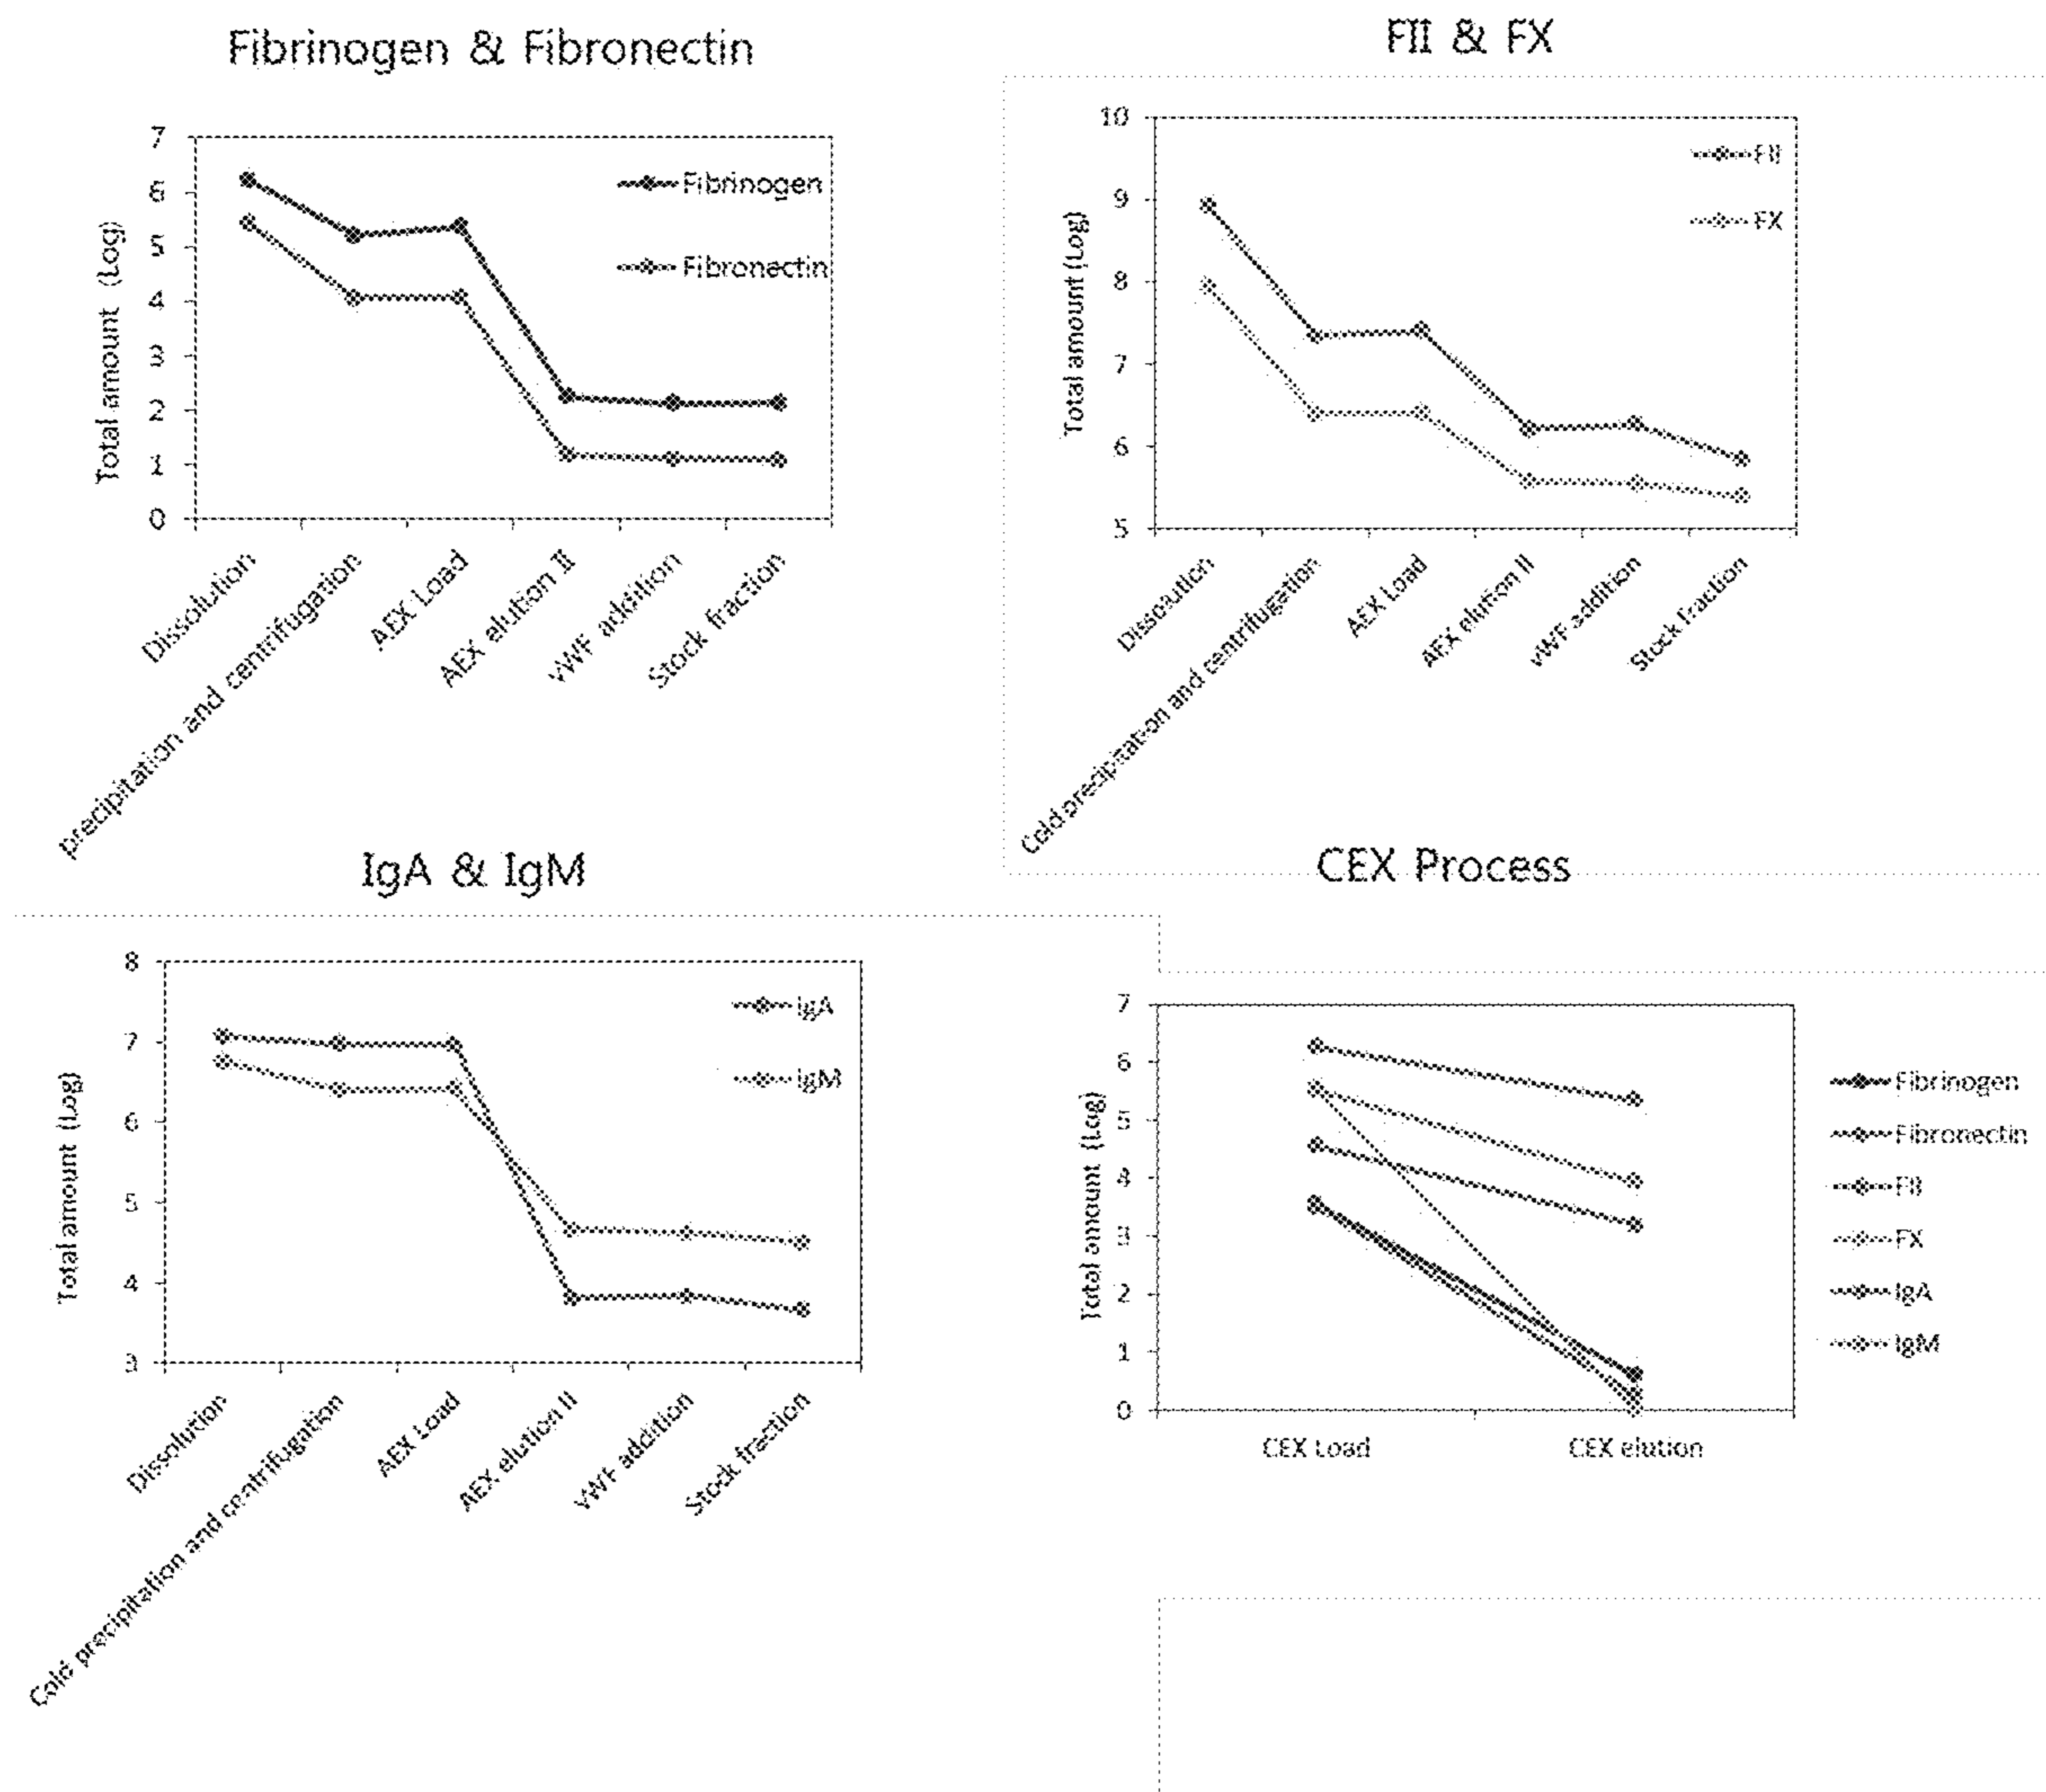 Fibrinogen & Fibronectin
7
6
5
4
3
2
1
0
Total amount (Log)
Fibrinogen
Fibronectin
Dissolution
precipitation and centrifugation
AEX Load
AEX elution II
vWF addition
Stock fraction
FII & FX
10
9
8
7
6
5
Total amount (Log)
FII
FX
Dissolution
Cold precipitation and centrifugation
AEX Load
AEX elution II
vWF addition
Stock fraction
IgA & IgM
8
7
6
5
4
3
Total amount (Log)
IgA
IgM
Dissolution
Cold precipitation and centrifugation
AEX Load
AEX elution II
vWF addition
Stock fraction
CEX Process
7
6
5
4
3
2
1
0
Total amount (Log)
CEX Load
CEX elution
Fibrinogen
Fibronectin
FII
FX
IgA
IgM